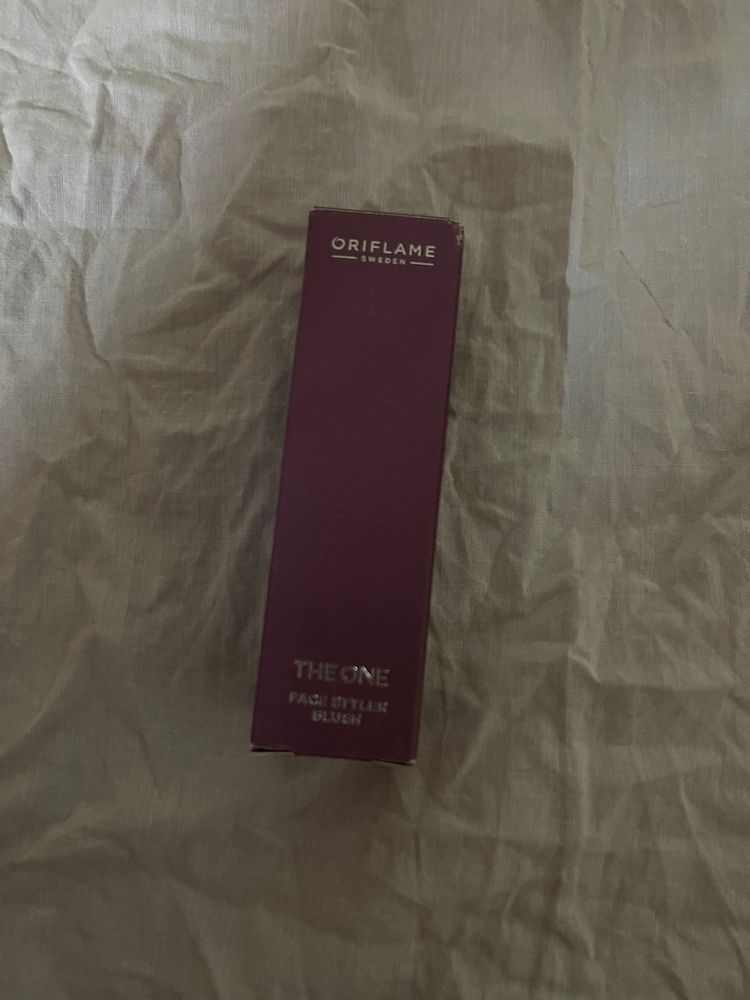 ORIFLAME
SWEDEN
THE ONE
FACE STYLER
BLUSH